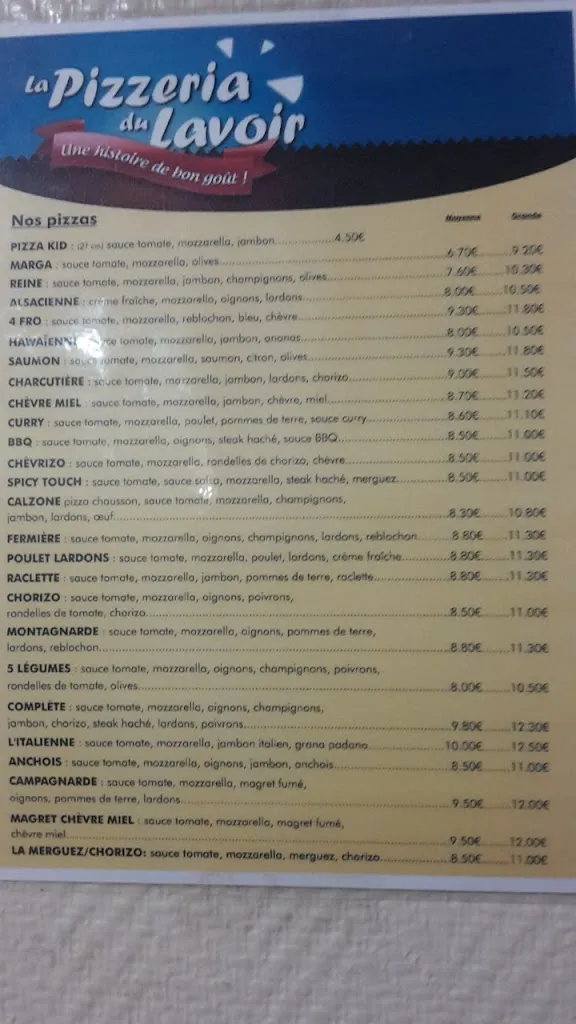 La Pizzeria
du Lavoir
Une histoire de bon goût !
Nos pizzas Moyenne Grande
PIZZA KID : (21 cm) sauce tomate, mozzarella, jambon 4.50€
MARGA : sauce tomate, mozzarella, olives 6.70€ 9.20€
REINE : sauce tomate, mozzarella, jambon, champignons, olives 7.60€ 10.30€
ALSACIENNE : crème fraîche, mozzarella, oignons, lardons 8.00€ 10.50€
4 FRO : sauce tomate, mozzarella, reblochon, bleu, chèvre 9.30€ 11.80€
HAWAÏENNE : sauce tomate, mozzarella, jambon, ananas 8.00€ 10.50€
SAUMON : sauce tomate, mozzarella, saumon, citron, olives 9.30€ 11.80€
CHARCUTIÈRE : sauce tomate, mozzarella, jambon, lardons, chorizo 9.00€ 11.50€
CHÈVRE MIEL : sauce tomate, mozzarella, jambon, chèvre, miel 8.70€ 11.20€
CURRY : sauce tomate, mozzarella, poulet, pommes de terre, sauce curry 8.60€ 11.10€
BBQ : sauce tomate, mozzarella, oignons, steak haché, sauce BBQ 8.50€ 11.00€
CHÈVRIZO : sauce tomate, mozzarella, rondelles de chorizo, chèvre 8.50€ 11.00€
SPICY TOUCH : sauce tomate, sauce salsa, mozzarella, steak haché, merguez 8.50€ 11.00€
CALZONE pizza chausson, sauce tomate, mozzarella, champignons,
jambon, lardons, œuf 8.30€ 10.80€
FERMIÈRE : sauce tomate, mozzarella, oignons, champignons, lardons, reblochon 8.80€ 11.30€
POULET LARDONS : sauce tomate, mozzarella, poulet, lardons, crème fraîche 8.80€ 11.30€
RACLETTE : sauce tomate, mozzarella, jambon, pommes de terre, raclette 8.80€ 11.30€
CHORIZO : sauce tomate, mozzarella, oignons, poivrons,
rondelles de tomate, chorizo 8.50€ 11.00€
MONTAGNARDE : sauce tomate, mozzarella, oignons, pommes de terre,
lardons, reblochon 8.80€ 11.30€
5 LÉGUMES : sauce tomate, mozzarella, oignons, champignons, poivrons,
rondelles de tomate, olives 8.00€ 10.50€
COMPLÈTE : sauce tomate, mozzarella, oignons, champignons,
jambon, chorizo, steak haché, lardons, poivrons 9.80€ 12.30€
L'ITALIENNE : sauce tomate, mozzarella, jambon italien, grana padano 10.00€ 12.50€
ANCHOIS : sauce tomate, mozzarella, oignons, jambon, anchois 8.50€ 11.00€
CAMPAGNARDE : sauce tomate, mozzarella, magret fumé,
oignons, pommes de terre, lardons 9.50€ 12.00€
MAGRET CHÈVRE MIEL : sauce tomate, mozzarella, magret fumé,
chèvre miel 9.50€ 12.00€
LA MERGUEZ/CHORIZO: sauce tomate, mozzarella, merguez, chorizo 8.50€ 11.00€